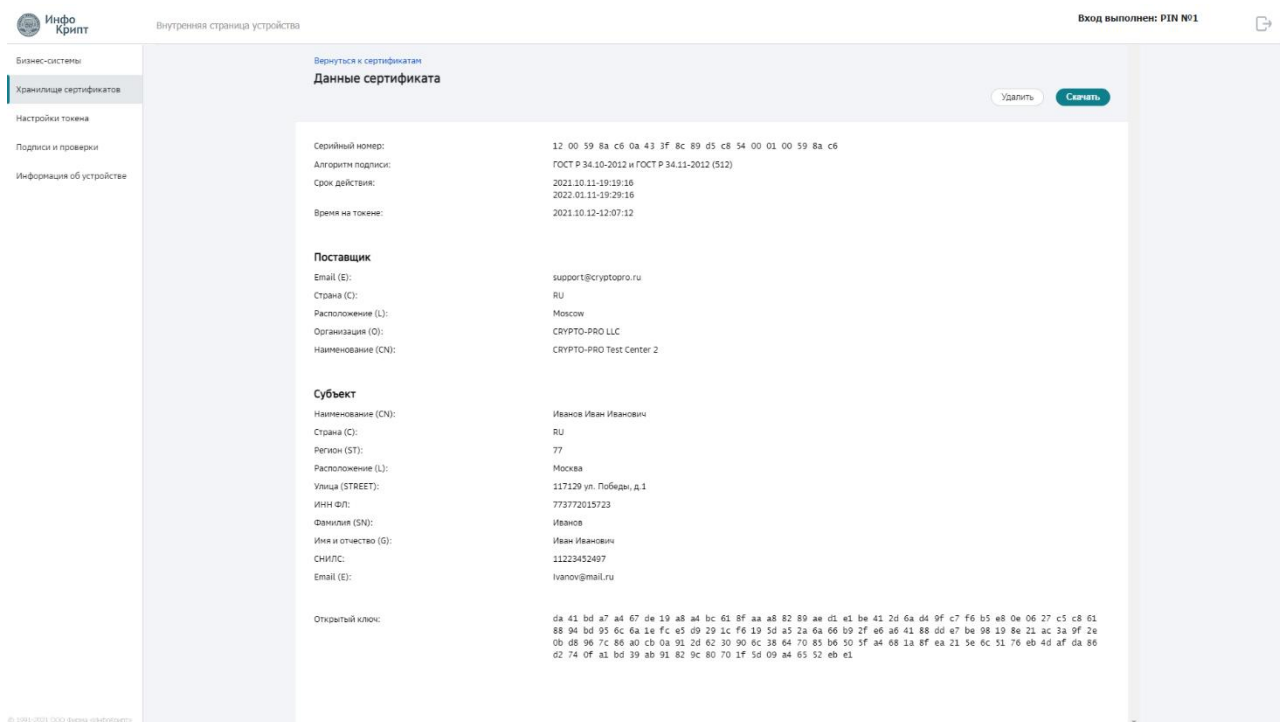 Инфо
Крипт
Внутренняя страница устройства
Вход выполнен: PIN №1
Бизнес-системы
Хранилище сертификатов
Настройки токена
Подписи и проверки
Информация об устройстве
Вернуться к сертификатам
Данные сертификата
Удалить
Скачать
Серийный номер: 12 00 59 8a c6 0a 43 3f 8c 89 d5 c8 54 00 01 00 59 8a c6
Алгоритм подписи: ГОСТ Р 34.10-2012 и ГОСТ Р 34.11-2012 (512)
Срок действия: 2021.10.11-19:19:16
2022.01.11-19:29:16
Время на токене: 2021.10.12-12:07:12
Поставщик
Email (E): support@cryptopro.ru
Страна (C): RU
Расположение (L): Moscow
Организация (O): CRYPTO-PRO LLC
Наименование (CN): CRYPTO-PRO Test Center 2
Субъект
Наименование (CN): Иванов Иван Иванович
Страна (C): RU
Регион (ST): 77
Расположение (L): Москва
Улица (STREET): 117129 ул. Победы, д.1
ИНН ФЛ: 773772015723
Фамилия (SN): Иванов
Имя и отчество (G): Иван Иванович
СНИЛС: 11223452497
Email (E): Ivanov@mail.ru
Открытый ключ: da 41 bd a7 a4 67 de 19 a8 a4 bc 61 8f aa a8 82 89 ae d1 e1 be 41 2d 6a d4 9f c7 f6 b5 e8 0e 06 27 c5 c8 61
88 94 bd 95 6c 6a 1e fc e5 d9 29 1c f6 19 5d a5 2a 6a 66 b9 2f e6 a6 41 88 dd e7 be 98 19 8e 21 ac 3a 9f 2e
0b d8 96 7c 86 a0 cb 0a 91 2d 62 30 90 6c 38 64 70 85 b6 50 5f a4 68 1a 8f ea 21 5e 6c 51 76 eb 4d af da 86
d2 74 0f a1 bd 39 ab 91 82 9c 80 70 1f 5d 09 a4 65 52 eb e1
© 1991-2021 ООО Фирма «ИнфоКрипт»